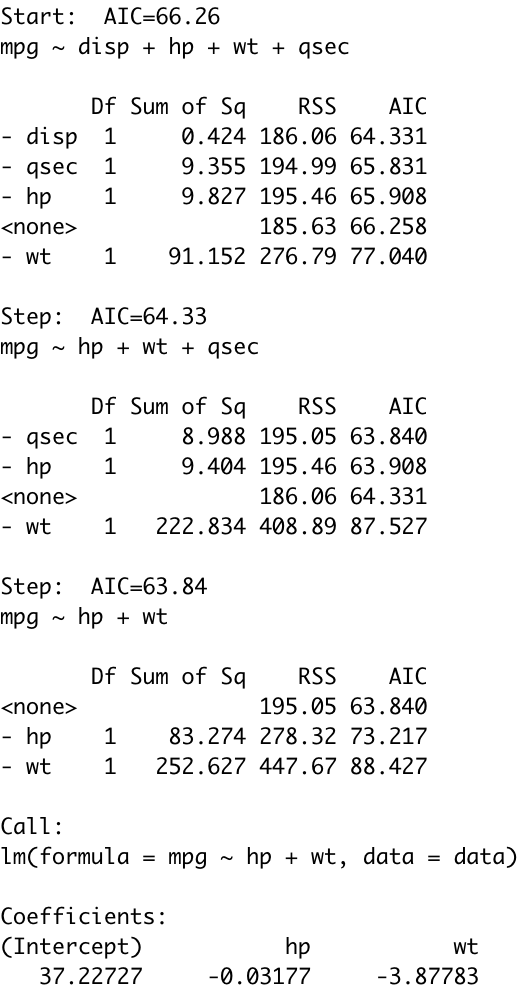 Start:  AIC=66.26
mpg ~ disp + hp + wt + qsec

       Df Sum of Sq    RSS    AIC
- disp  1     0.424 186.06 64.331
- qsec  1     9.355 194.99 65.831
- hp    1     9.827 195.46 65.908
<none>              185.63 66.258
- wt    1    91.152 276.79 77.040

Step:  AIC=64.33
mpg ~ hp + wt + qsec

       Df Sum of Sq    RSS    AIC
- qsec  1     8.988 195.05 63.840
- hp    1     9.404 195.46 63.908
<none>              186.06 64.331
- wt    1   222.834 408.89 87.527

Step:  AIC=63.84
mpg ~ hp + wt

       Df Sum of Sq    RSS    AIC
<none>              195.05 63.840
- hp    1    83.274 278.32 73.217
- wt    1   252.627 447.67 88.427

Call:
lm(formula = mpg ~ hp + wt, data = data)

Coefficients:
(Intercept)           hp           wt
   37.22727     -0.03177     -3.87783